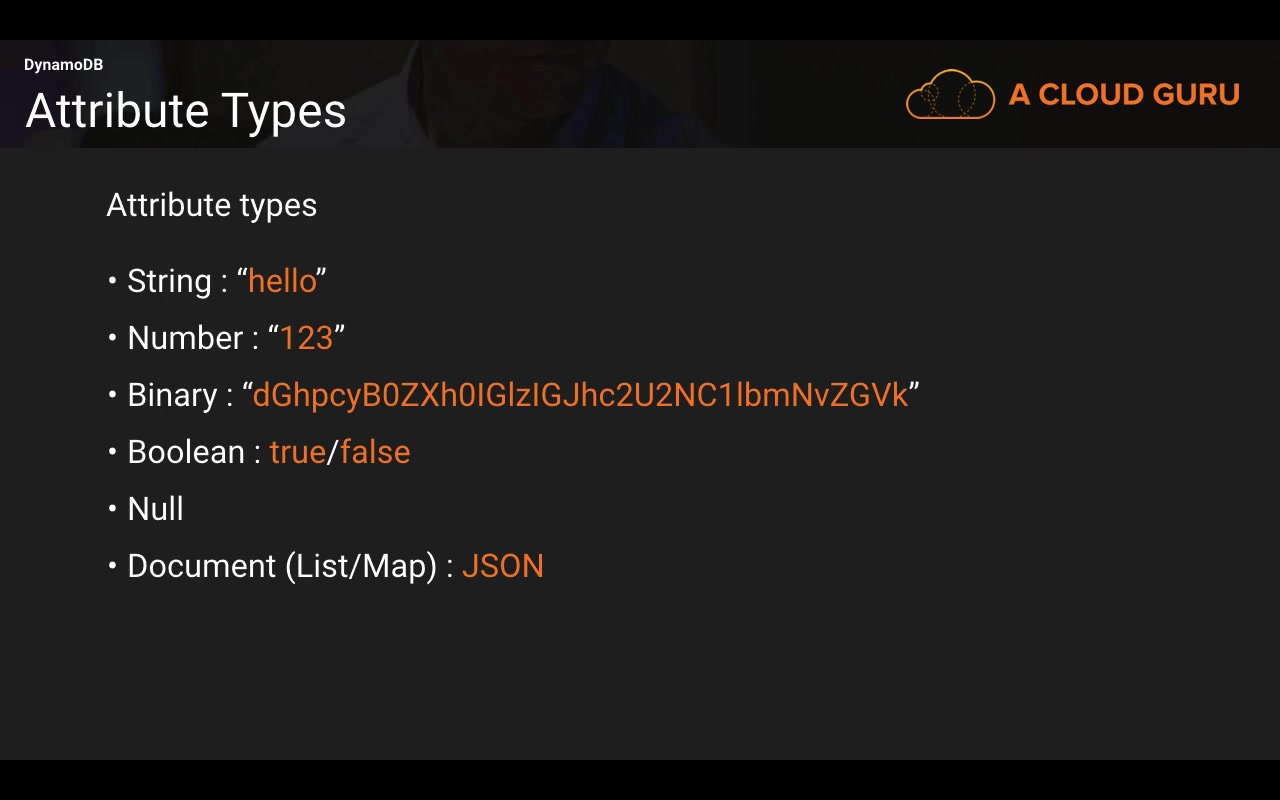 DynamoDB
Attribute Types
A CLOUD GURU
Attribute types
• String : “hello”
• Number : “123”
• Binary : “dGhpcyB0ZXh0IGlzIGJhc2U2NC1lbmNvZGVk”
• Boolean : true/false
• Null
• Document (List/Map) : JSON